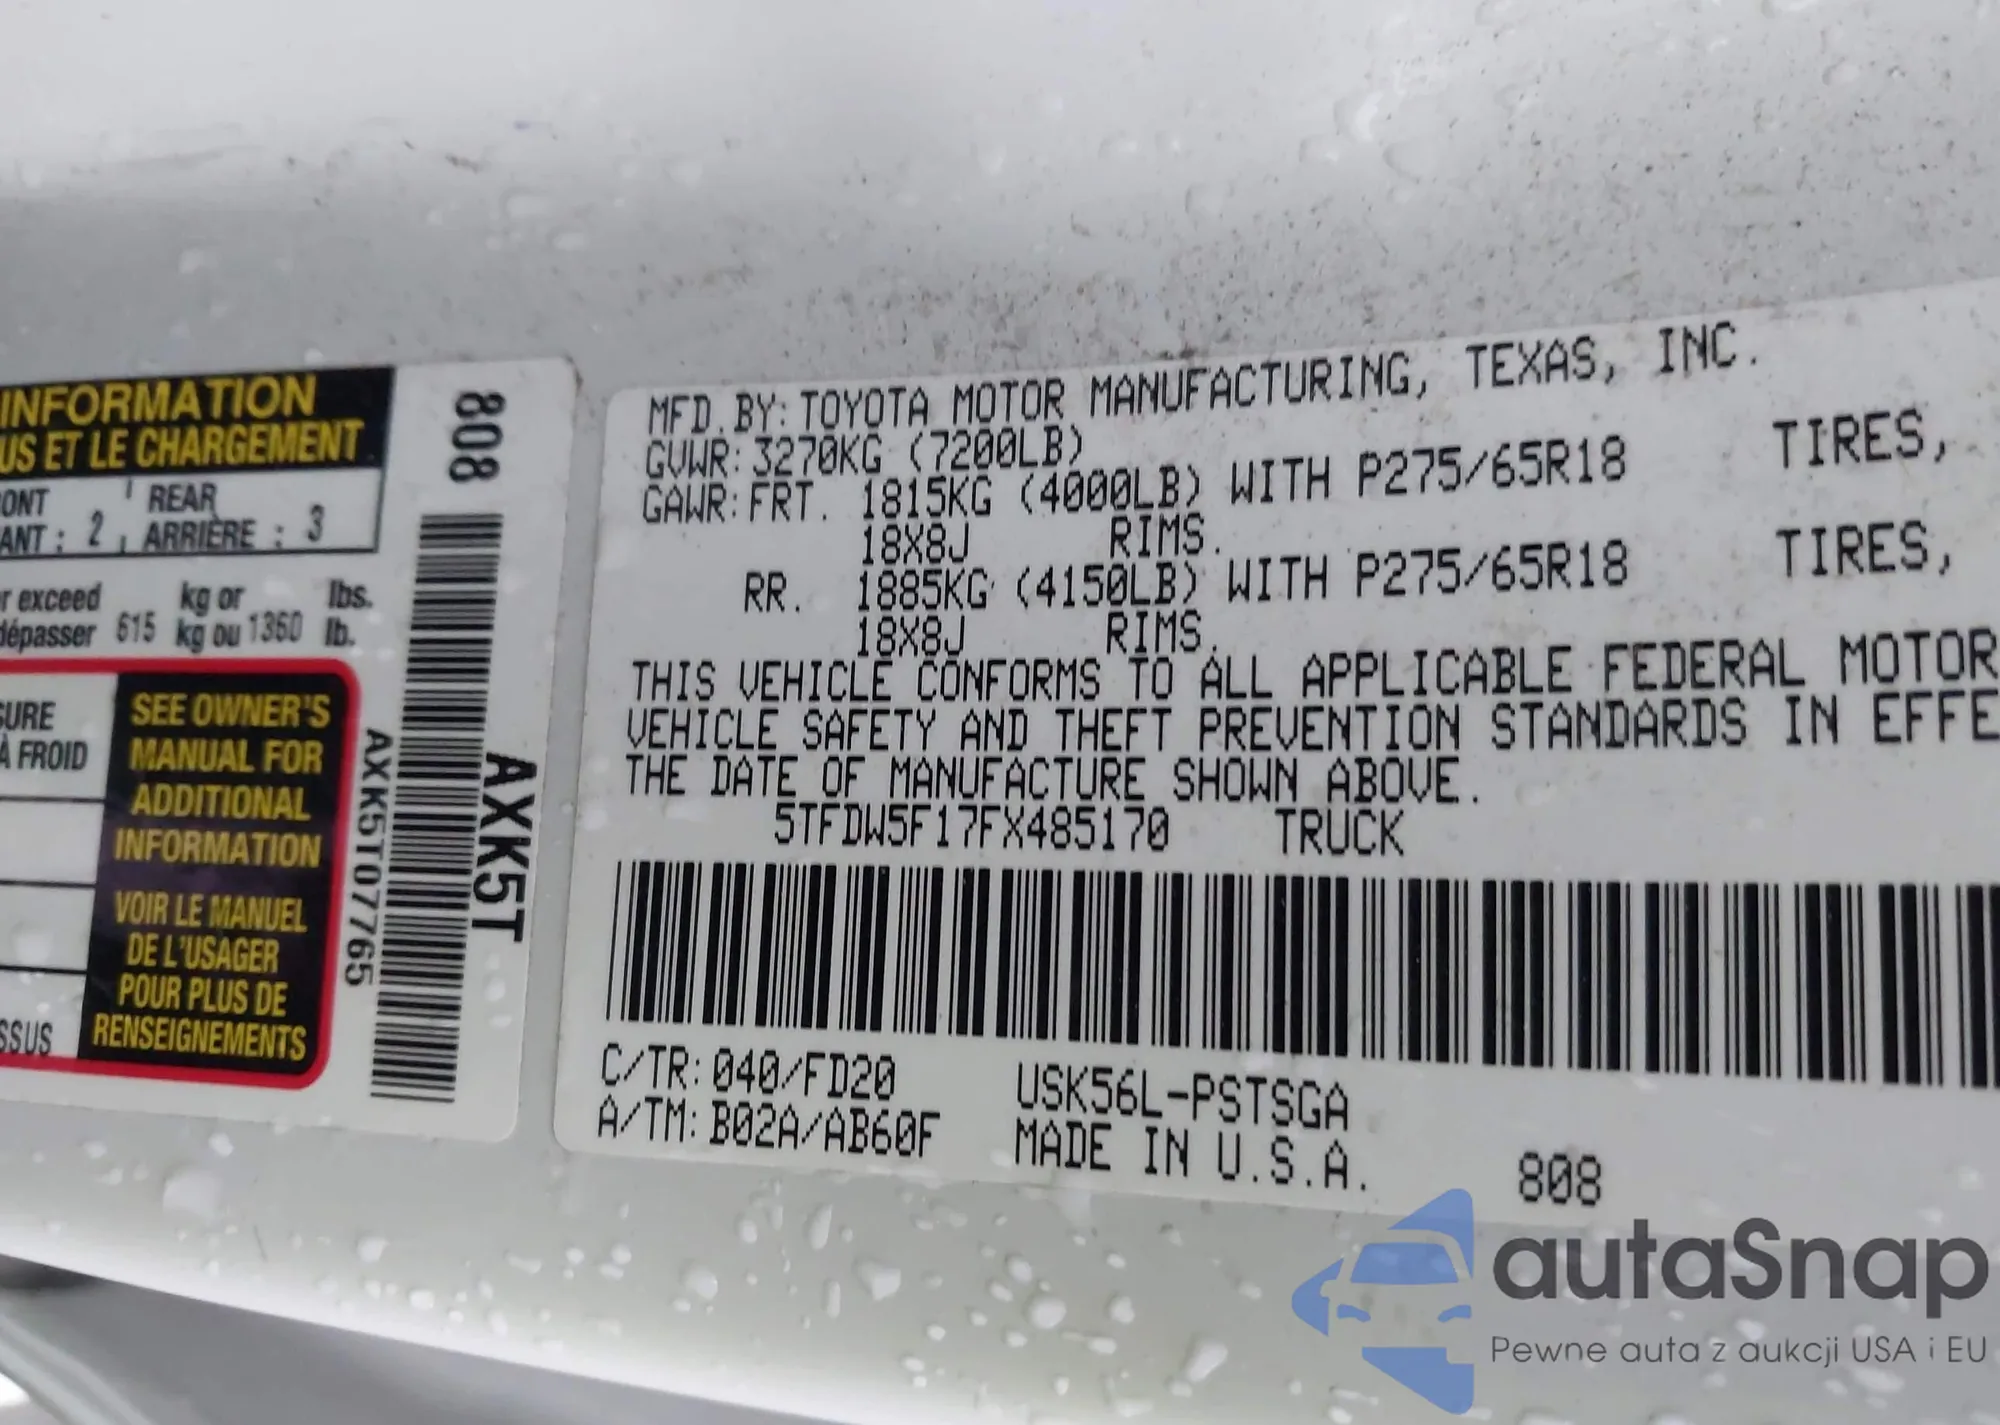 INFORMATION
US ET LE CHARGEMENT
ONT REAR
ANT : 2 ARRIÈRE : 3
r exceed kg or lbs.
dépasser 615 kg ou 1360 lb.
SURE
À FROID
SSUS
SEE OWNER'S
MANUAL FOR
ADDITIONAL
INFORMATION
VOIR LE MANUEL
DE L'USAGER
POUR PLUS DE
RENSEIGNEMENTS
808
AXK5T07765
AXK5T
MFD. BY: TOYOTA MOTOR MANUFACTURING, TEXAS, INC.
GVWR: 3270KG (7200LB)
GAWR: FRT. 1815KG (4000LB) WITH P275/65R18 TIRES,
18X8J RIMS.
RR. 1885KG (4150LB) WITH P275/65R18 TIRES,
18X8J RIMS.
THIS VEHICLE CONFORMS TO ALL APPLICABLE FEDERAL MOTOR
VEHICLE SAFETY AND THEFT PREVENTION STANDARDS IN EFFE
THE DATE OF MANUFACTURE SHOWN ABOVE.
5TFDW5F17FX485170 TRUCK
C/TR: 040/FD20 USK56L-PSTSGA
A/TM: B02A/AB60F MADE IN U.S.A. 808
autaSnap
Pewne auta z aukcji USA i EU